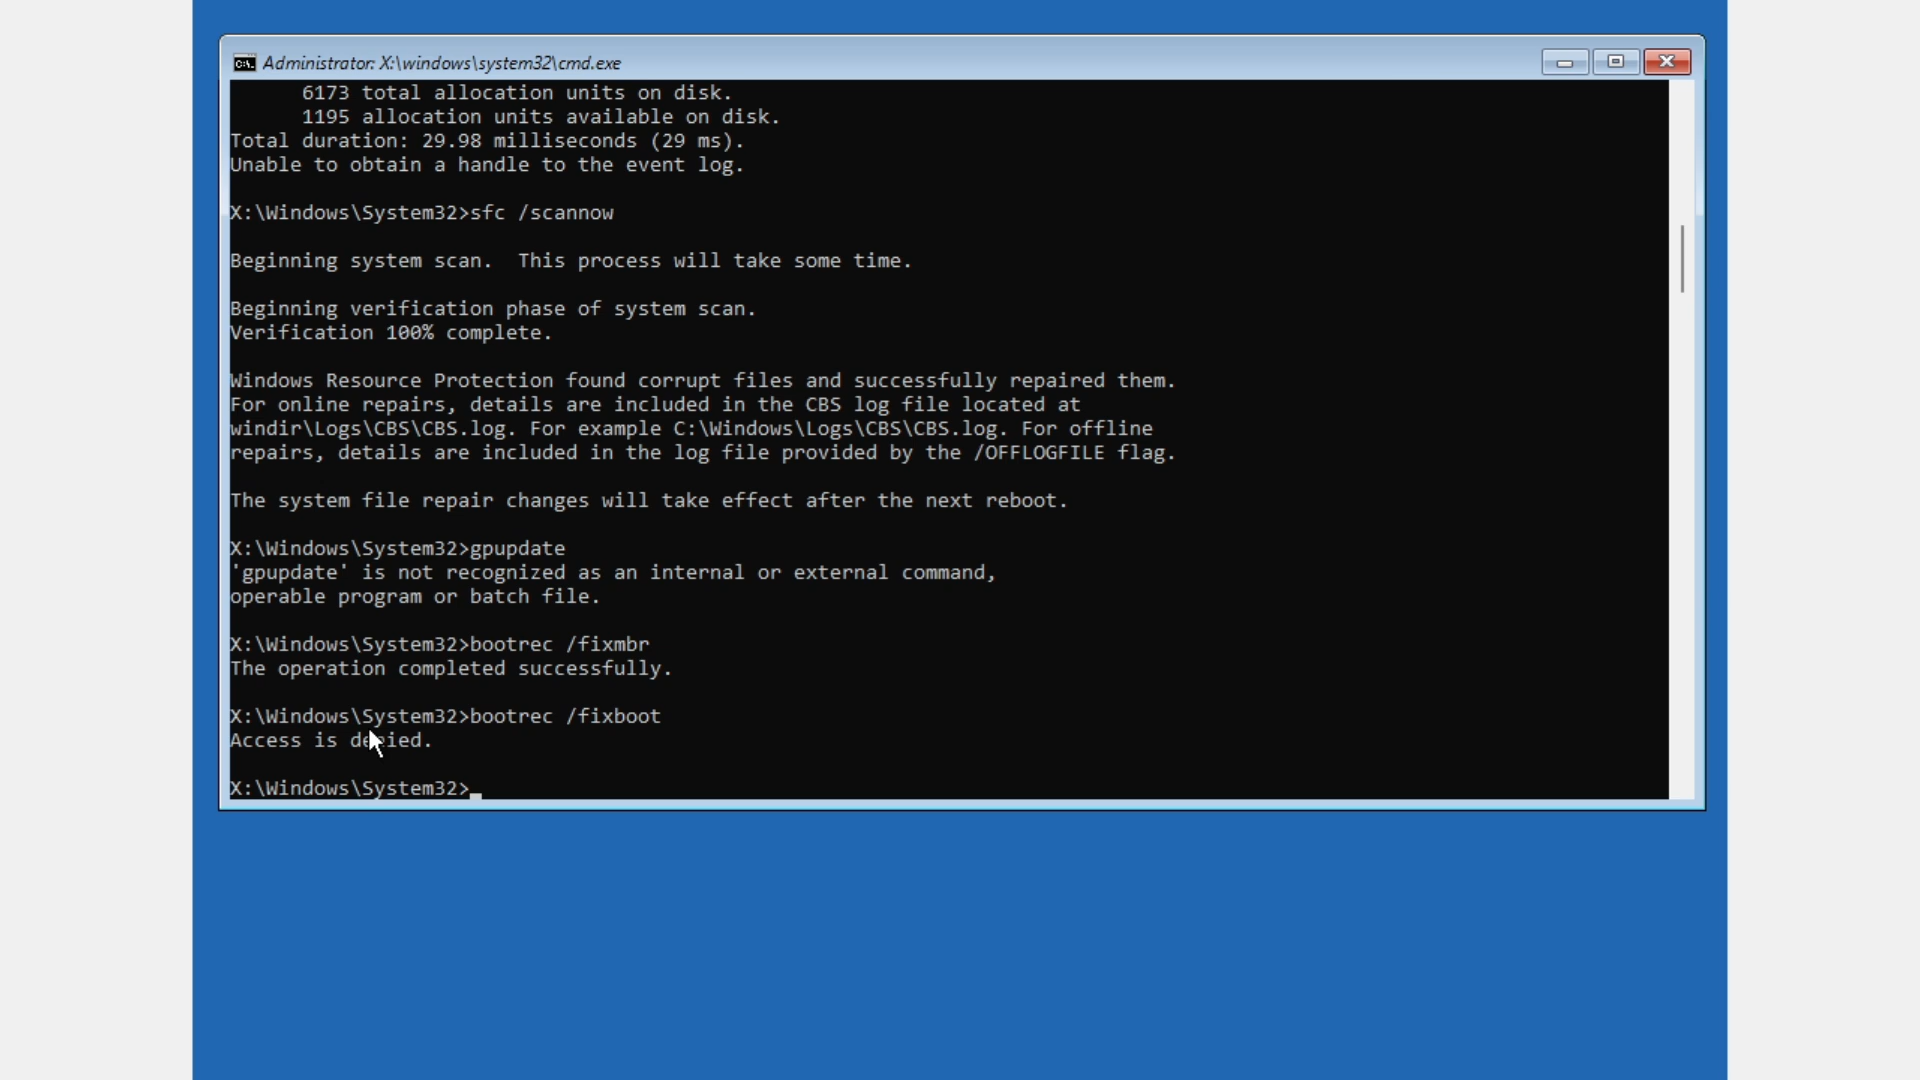 Administrator: X:\windows\system32\cmd.exe
6173 total allocation units on disk.
1195 allocation units available on disk.
Total duration: 29.98 milliseconds (29 ms).
Unable to obtain a handle to the event log.
X:\Windows\System32>sfc /scannow
Beginning system scan.  This process will take some time.
Beginning verification phase of system scan.
Verification 100% complete.
Windows Resource Protection found corrupt files and successfully repaired them.
For online repairs, details are included in the CBS log file located at
windir\Logs\CBS\CBS.log. For example C:\Windows\Logs\CBS\CBS.log. For offline
repairs, details are included in the log file provided by the /OFFLOGFILE flag.
The system file repair changes will take effect after the next reboot.
X:\Windows\System32>gpupdate
'gpupdate' is not recognized as an internal or external command,
operable program or batch file.
X:\Windows\System32>bootrec /fixmbr
The operation completed successfully.
X:\Windows\System32>bootrec /fixboot
Access is denied.
X:\Windows\System32>